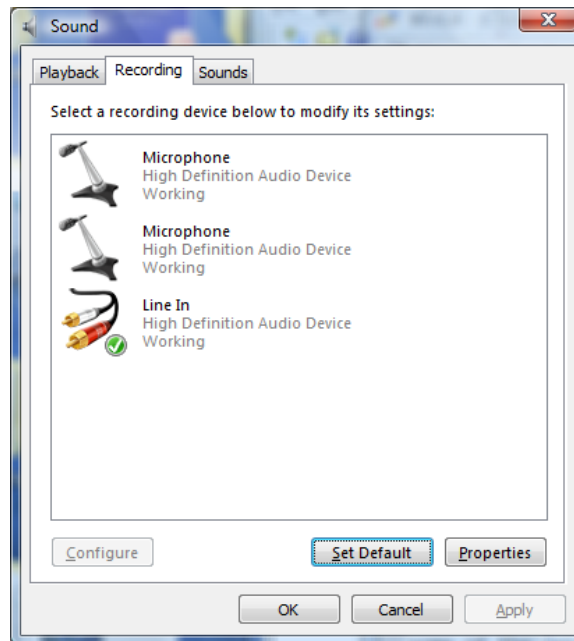 Sound
Playback Recording Sounds
Select a recording device below to modify its settings:
Microphone
High Definition Audio Device
Working
Microphone
High Definition Audio Device
Working
Line In
High Definition Audio Device
Working
Configure Set Default Properties
OK Cancel Apply